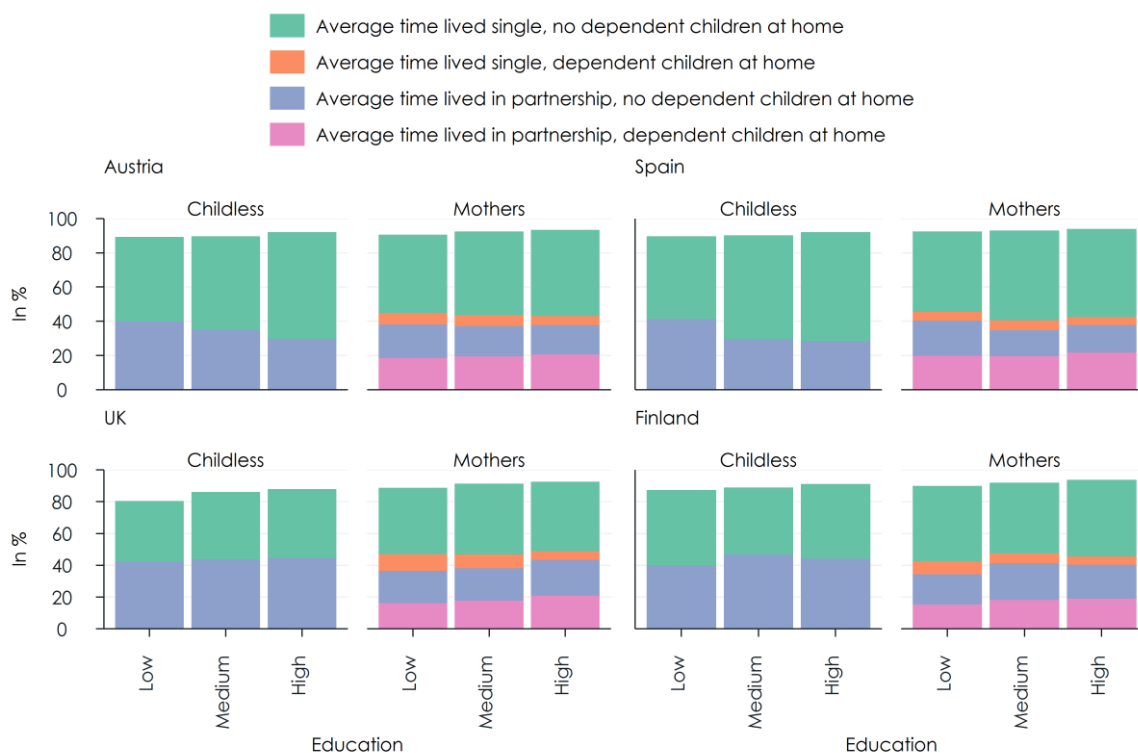 Average time lived single, no dependent children at home
Average time lived single, dependent children at home
Average time lived in partnership, no dependent children at home
Average time lived in partnership, dependent children at home
Austria
Spain
Childless
Mothers
Childless
Mothers
100
80
60
40
20
0
In %
UK
Finland
Childless
Mothers
Childless
Mothers
100
80
60
40
20
0
In %
Low
Medium
High
Low
Medium
High
Low
Medium
High
Low
Medium
High
Education
Education